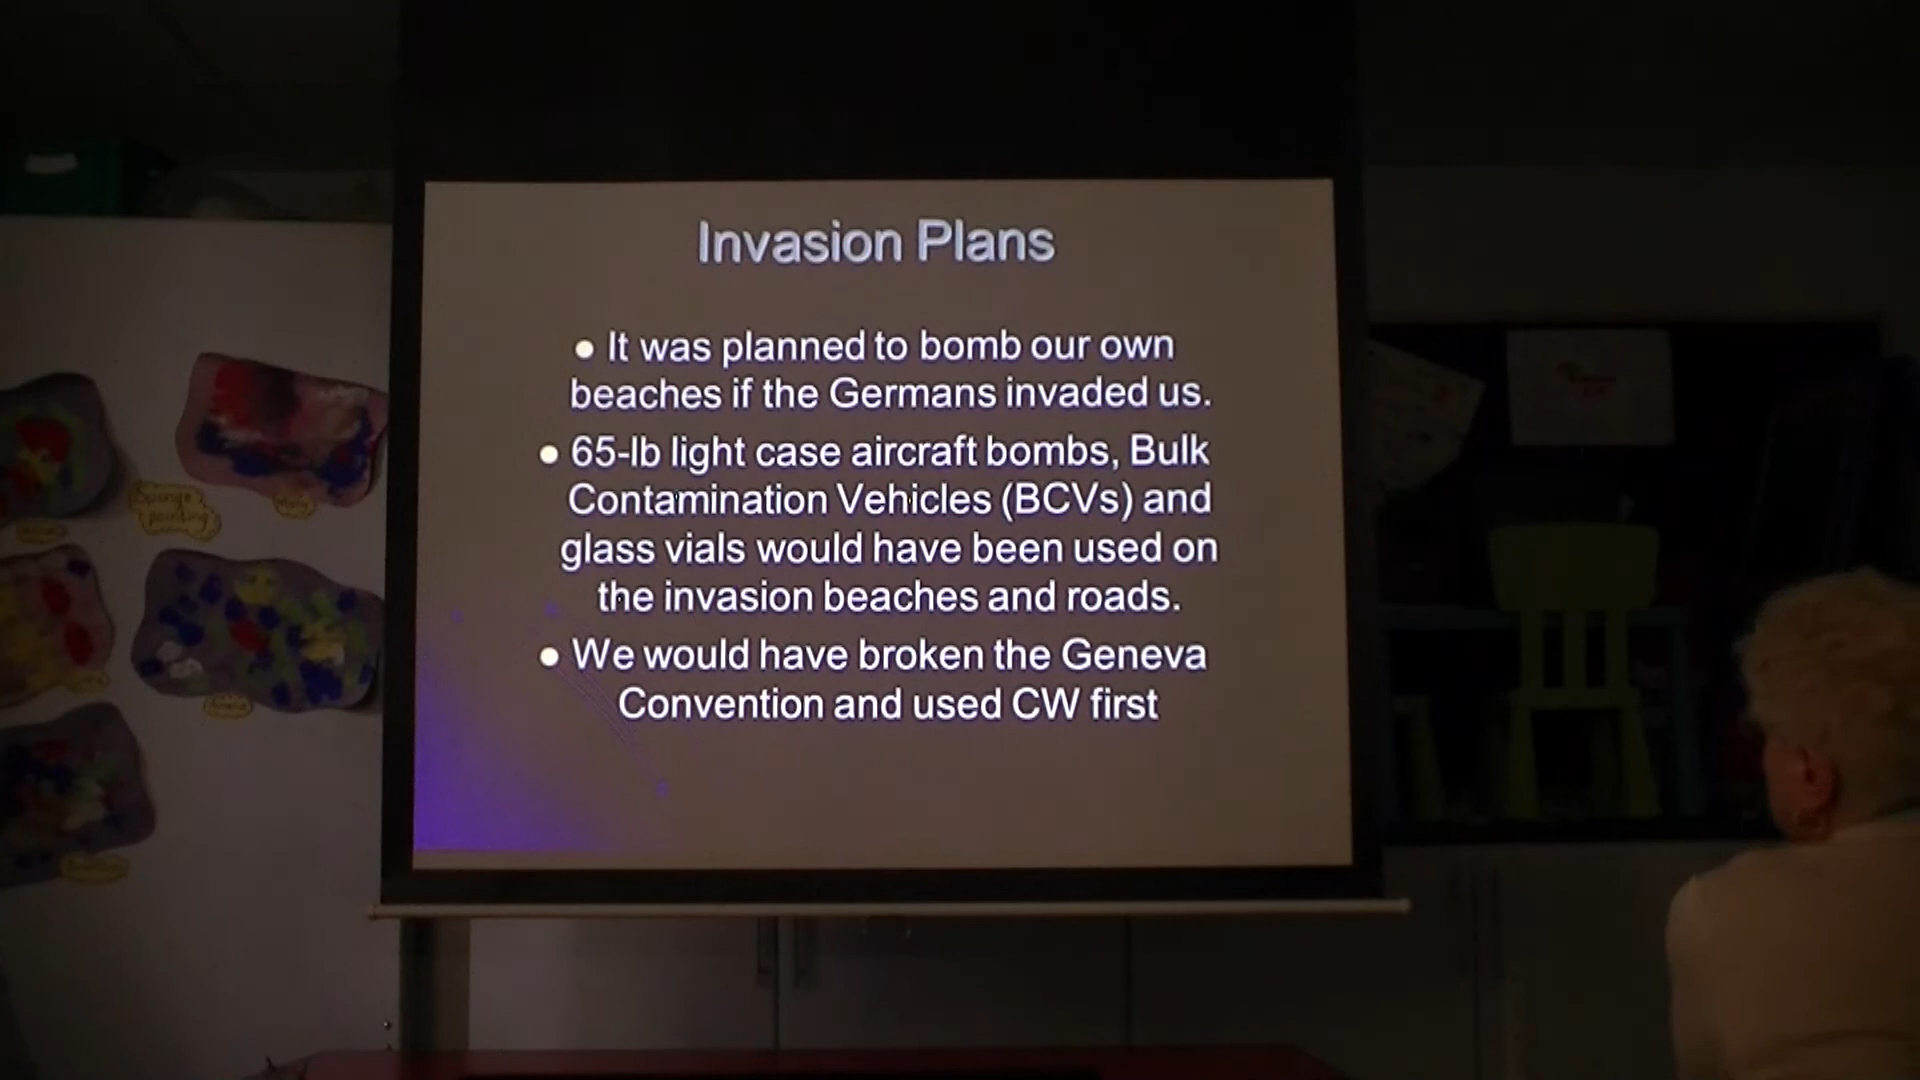 Invasion Plans
● It was planned to bomb our own
beaches if the Germans invaded us.
● 65-lb light case aircraft bombs, Bulk
Contamination Vehicles (BCVs) and
glass vials would have been used on
the invasion beaches and roads.
● We would have broken the Geneva
Convention and used CW first
Sponge
painting